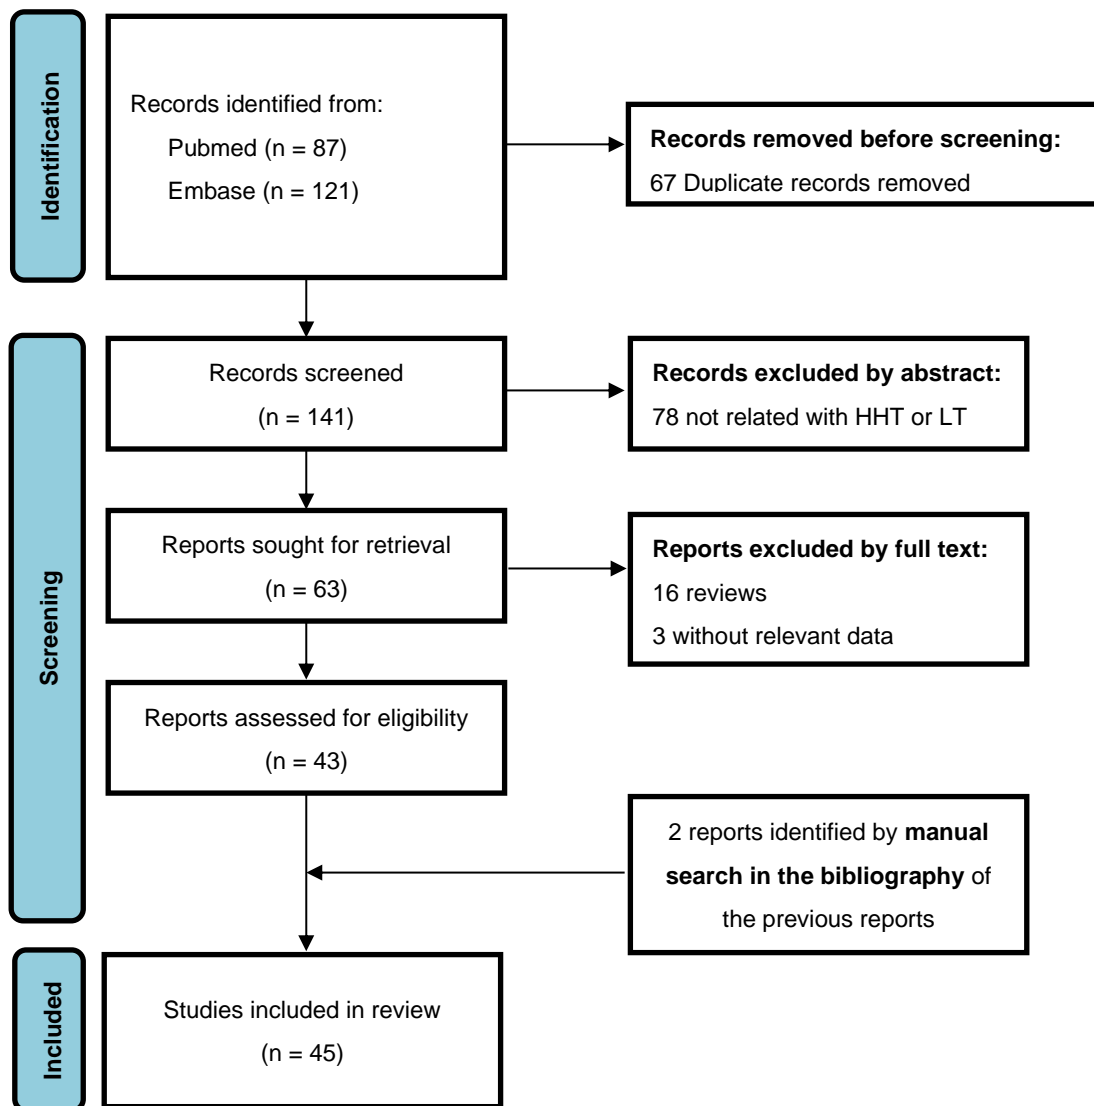 Identification
Records identified from:
Pubmed (n = 87)
Embase (n = 121)
Records removed before screening:
67 Duplicate records removed
Screening
Records screened
(n = 141)
Records excluded by abstract:
78 not related with HHT or LT
Reports sought for retrieval
(n = 63)
Reports excluded by full text:
16 reviews
3 without relevant data
Reports assessed for eligibility
(n = 43)
2 reports identified by manual
search in the bibliography of
the previous reports
Included
Studies included in review
(n = 45)